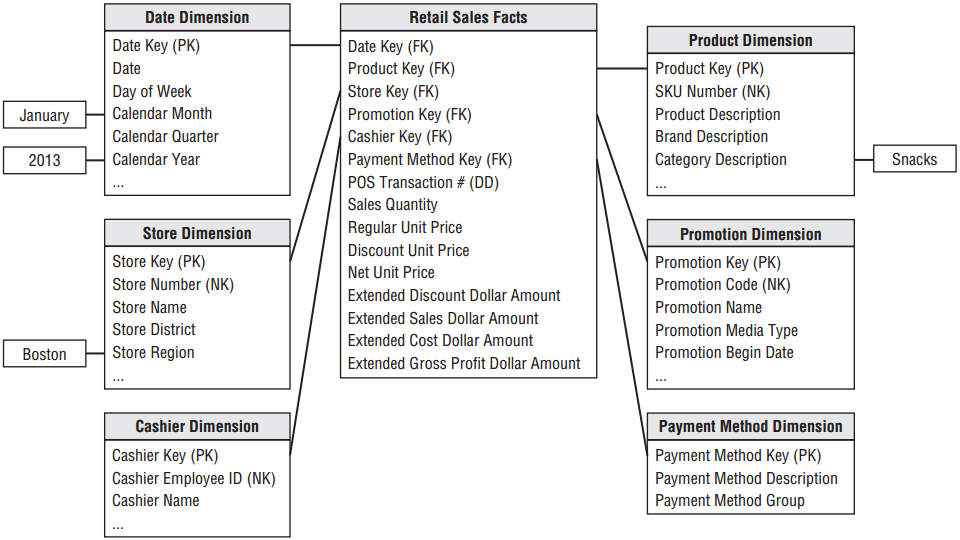 Date Dimension
Date Key (PK)
Date
Day of Week
Calendar Month
Calendar Quarter
Calendar Year
...
January
2013
Store Dimension
Store Key (PK)
Store Number (NK)
Store Name
Store District
Store Region
...
Boston
Cashier Dimension
Cashier Key (PK)
Cashier Employee ID (NK)
Cashier Name
...
Retail Sales Facts
Date Key (FK)
Product Key (FK)
Store Key (FK)
Promotion Key (FK)
Cashier Key (FK)
Payment Method Key (FK)
POS Transaction # (DD)
Sales Quantity
Regular Unit Price
Discount Unit Price
Net Unit Price
Extended Discount Dollar Amount
Extended Sales Dollar Amount
Extended Cost Dollar Amount
Extended Gross Profit Dollar Amount
Product Dimension
Product Key (PK)
SKU Number (NK)
Product Description
Brand Description
Category Description
...
Snacks
Promotion Dimension
Promotion Key (PK)
Promotion Code (NK)
Promotion Name
Promotion Media Type
Promotion Begin Date
...
Payment Method Dimension
Payment Method Key (PK)
Payment Method Description
Payment Method Group